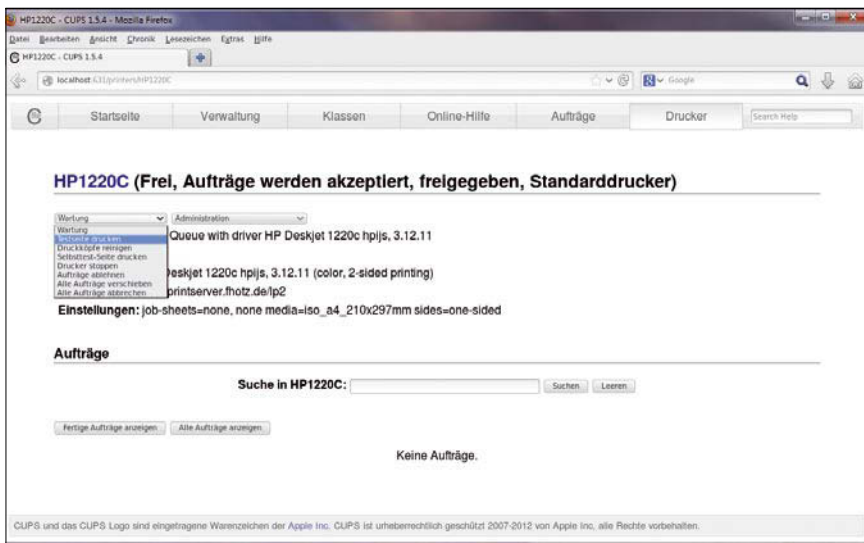 HP1220C - CUPS 1.5.4 - Mozilla Firefox
Datei Bearbeiten Ansicht Chronik Lesezeichen Extras Hilfe
HP1220C - CUPS 1.5.4
localhost:631/printers/HP1220C
Google
Startseite Verwaltung Klassen Online-Hilfe Aufträge Drucker Search Help
HP1220C (Frei, Aufträge werden akzeptiert, freigegeben, Standarddrucker)
Wartung Administration
Wartung
Testseite drucken
Druckköpfe reinigen
Selbsttest-Seite drucken
Drucker stoppen
Aufträge ablehnen
Alle Aufträge verschieben
Alle Aufträge abbrechen
Queue with driver HP Deskjet 1220c hpijs, 3.12.11
eskjet 1220c hpijs, 3.12.11 (color, 2-sided printing)
printserver.fhotz.de/lp2
Einstellungen: job-sheets=none, none media=iso_a4_210x297mm sides=one-sided
Aufträge
Suche in HP1220C: Suchen Leeren
Fertige Aufträge anzeigen Alle Aufträge anzeigen
Keine Aufträge.
CUPS und das CUPS Logo sind eingetragene Warenzeichen der Apple Inc. CUPS ist urheberrechtlich geschützt 2007-2012 von Apple Inc, alle Rechte vorbehalten.